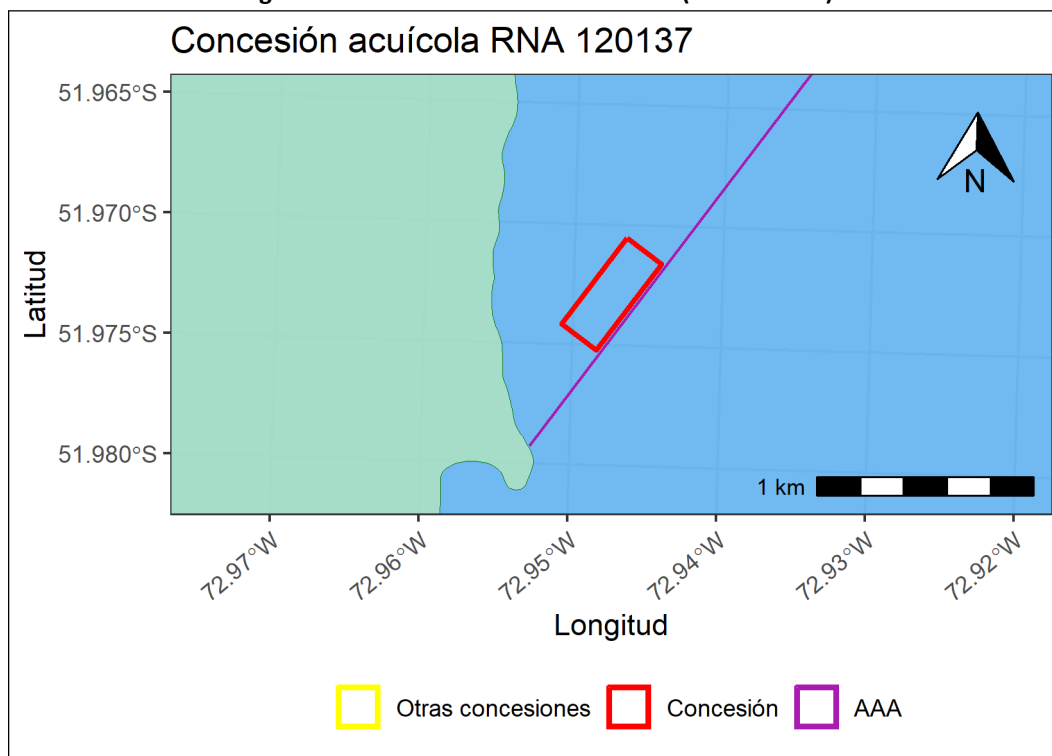 Concesión acuícola RNA 120137
51.965°S
51.970°S
51.975°S
51.980°S
Latitud
N
1 km
72.97°W
72.96°W
72.95°W
72.94°W
72.93°W
72.92°W
Longitud
Otras concesiones
Concesión
AAA